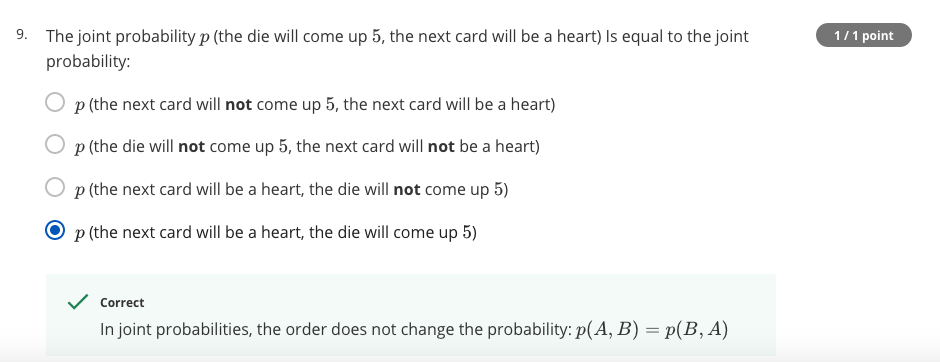 9. The joint probability p (the die will come up 5, the next card will be a heart) Is equal to the joint
probability:
1 / 1 point
p (the next card will not come up 5, the next card will be a heart)
p (the die will not come up 5, the next card will not be a heart)
p (the next card will be a heart, the die will not come up 5)
p (the next card will be a heart, the die will come up 5)
Correct
In joint probabilities, the order does not change the probability: p(A, B) = p(B, A)